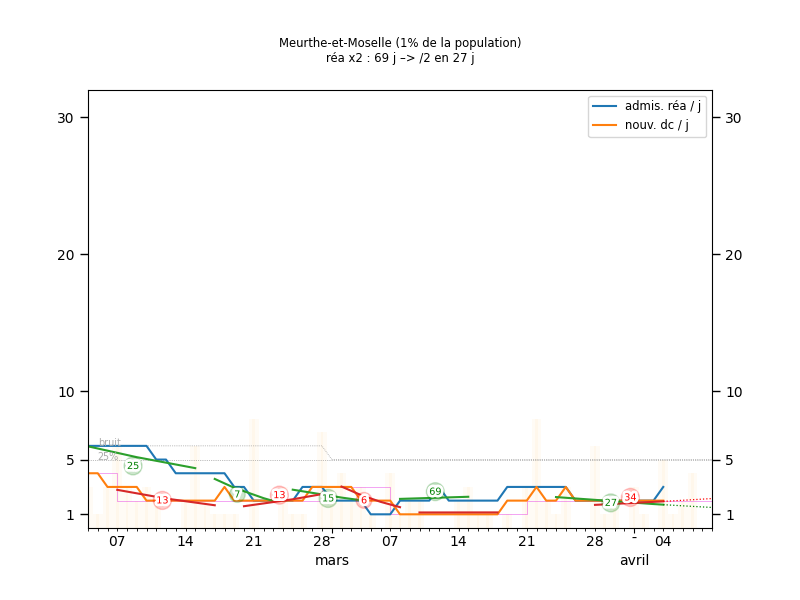 Meurthe-et-Moselle (1% de la population)
réa x2 : 69 j –> /2 en 27 j
admis. réa / j
nouv. dc / j
30 30
20 20
10 10
5 5
1 1
bruit
25%
25 13 7 13 15 6 69 27 34
07 14 21 28 07 14 21 28 04
mars avril